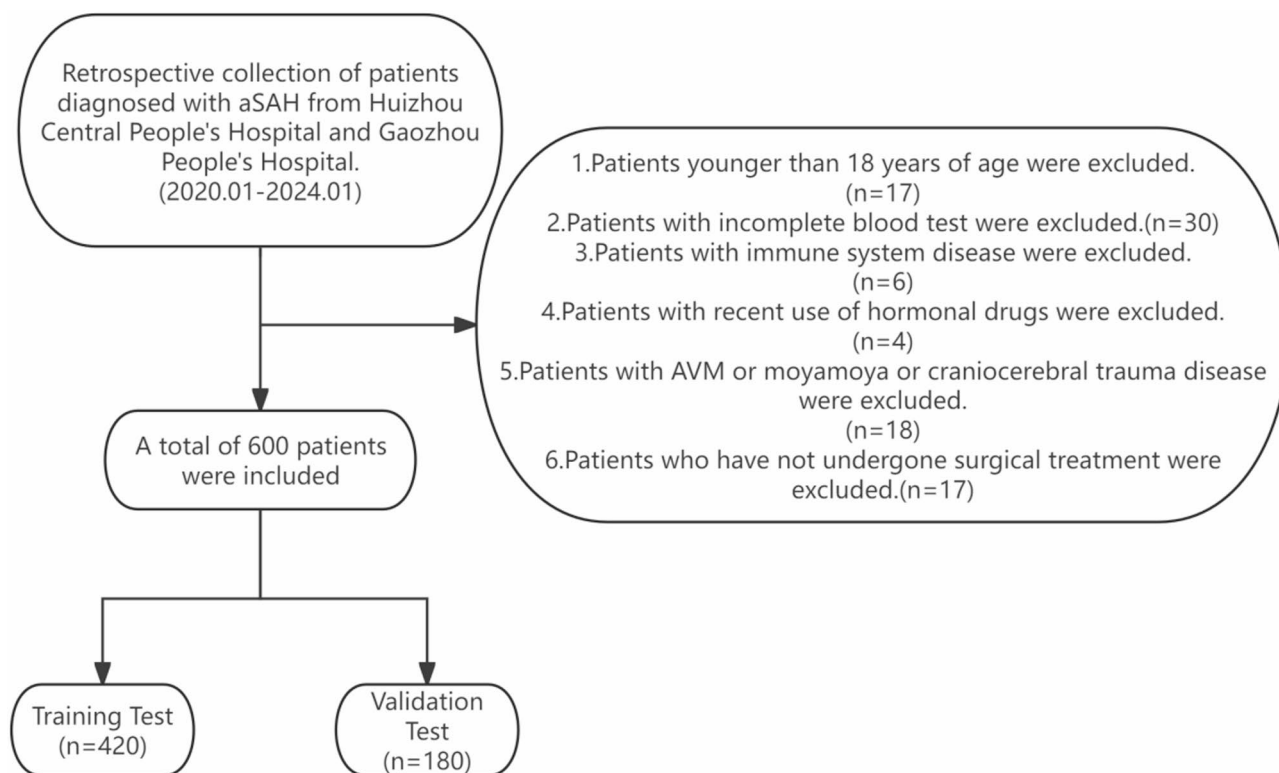 Retrospective collection of patients
diagnosed with aSAH from Huizhou
Central People's Hospital and Gaozhou
People's Hospital.
(2020.01-2024.01)
1.Patients younger than 18 years of age were excluded.
(n=17)
2.Patients with incomplete blood test were excluded.(n=30)
3.Patients with immune system disease were excluded.
(n=6)
4.Patients with recent use of hormonal drugs were excluded.
(n=4)
5.Patients with AVM or moyamoya or craniocerebral trauma disease
were excluded.
(n=18)
6.Patients who have not undergone surgical treatment were
excluded.(n=17)
A total of 600 patients
were included
Training Test
(n=420)
Validation
Test
(n=180)